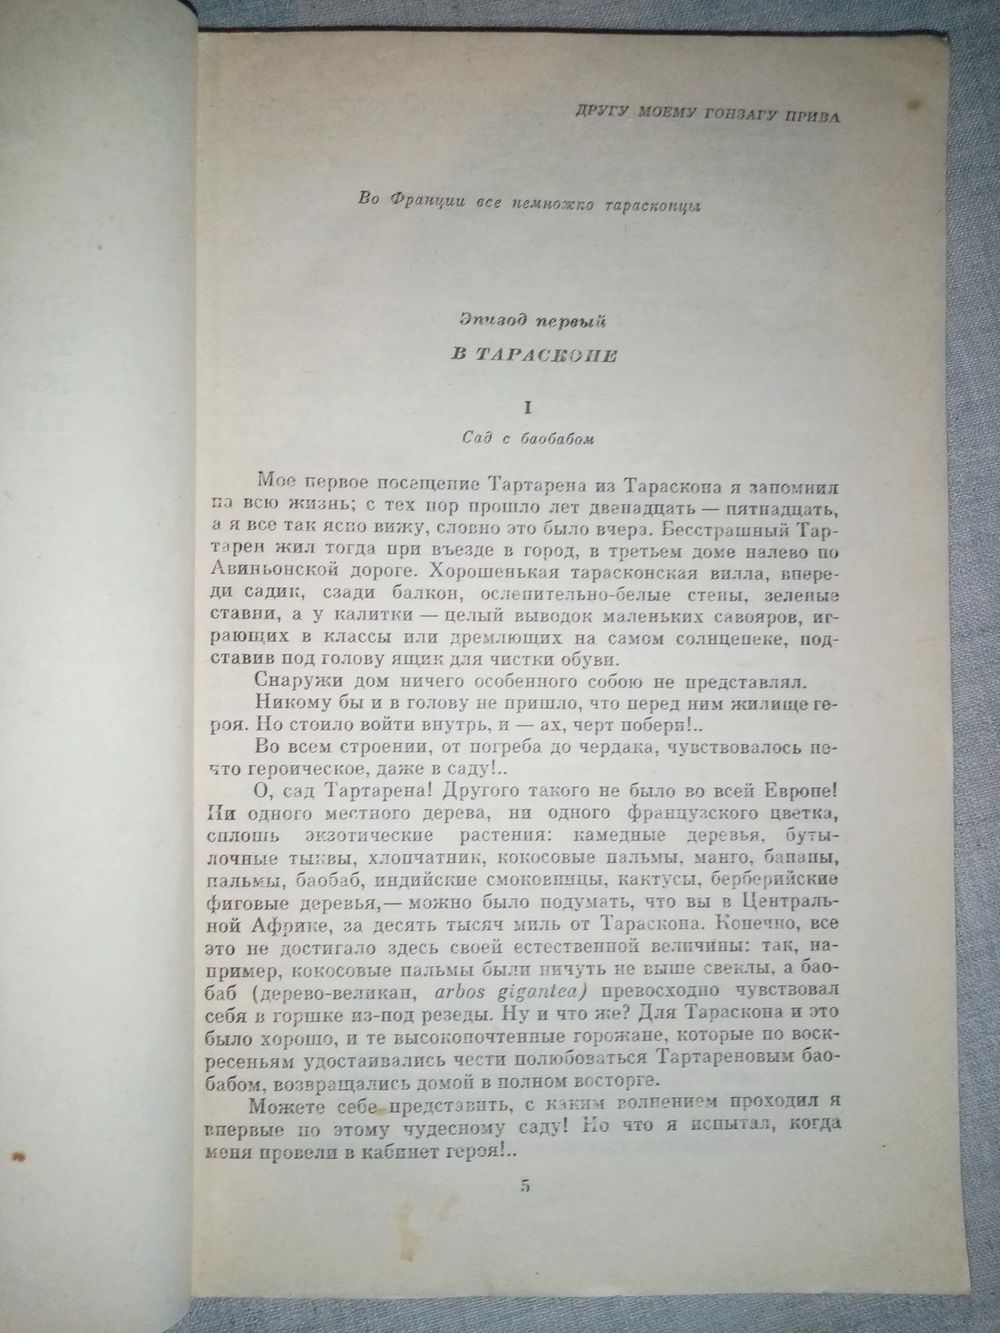 ДРУГУ МОЕМУ ГОНЗАГУ ПРИВА
Во Франции все немножко тарасконцы
Эпизод первый
В ТАРАСКОНЕ
I
Сад с баобабом
Мое первое посещение Тартарена из Тараскона я запомнил
на всю жизнь; с тех пор прошло лет двенадцать — пятнадцать,
а я все так ясно вижу, словно это было вчера. Бесстрашный Тар-
тарен жил тогда при въезде в город, в третьем доме налево по
Авиньонской дороге. Хорошенькая тарасконская вилла, впере-
ди садик, сзади балкон, ослепительно-белые стены, зеленые
ставни, а у калитки — целый выводок маленьких савояров, иг-
рающих в классы или дремлющих на самом солнцепеке, под-
ставив под голову ящик для чистки обуви.
Снаружи дом ничего особенного собою не представлял.
Никому бы и в голову не пришло, что перед ним жилище ге-
роя. Но стоило войти внутрь, и — ах, черт побери!..
Во всем строении, от погреба до чердака, чувствовалось не-
что героическое, даже в саду!..
О, сад Тартарена! Другого такого не было во всей Европе!
Ни одного местного дерева, ни одного французского цветка,
сплошь экзотические растения: камедные деревья, буты-
лочные тыквы, хлопчатник, кокосовые пальмы, манго, бананы,
пальмы, баобаб, индийские смоковницы, кактусы, берберийские
фиговые деревья,— можно было подумать, что вы в Централь-
ной Африке, за десять тысяч миль от Тараскона. Конечно, все
это не достигало здесь своей естественной величины: так, на-
пример, кокосовые пальмы были ничуть не выше свеклы, а бао-
баб (дерево-великан, arbos gigantea) превосходно чувствовал
себя в горшке из-под резеды. Ну и что же? Для Тараскона и это
было хорошо, и те высокопочтенные горожане, которые по воск-
ресеньям удостаивались чести полюбоваться Тартареновым бао-
бабом, возвращались домой в полном восторге.
Можете себе представить, с каким волнением проходил я
впервые по этому чудесному саду! Но что я испытал, когда
меня провели в кабинет героя!..
5
www.ay.by